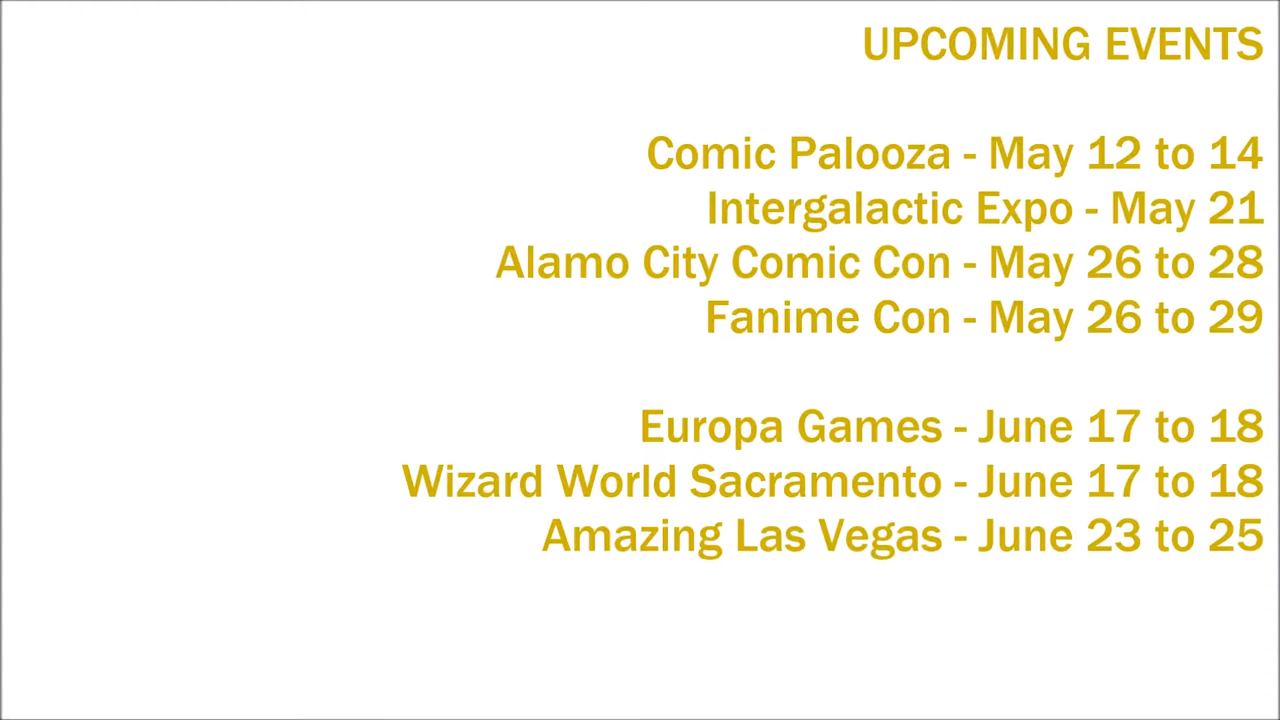 UPCOMING EVENTS
Comic Palooza - May 12 to 14
Intergalactic Expo - May 21
Alamo City Comic Con - May 26 to 28
Fanime Con - May 26 to 29
Europa Games - June 17 to 18
Wizard World Sacramento - June 17 to 18
Amazing Las Vegas - June 23 to 25